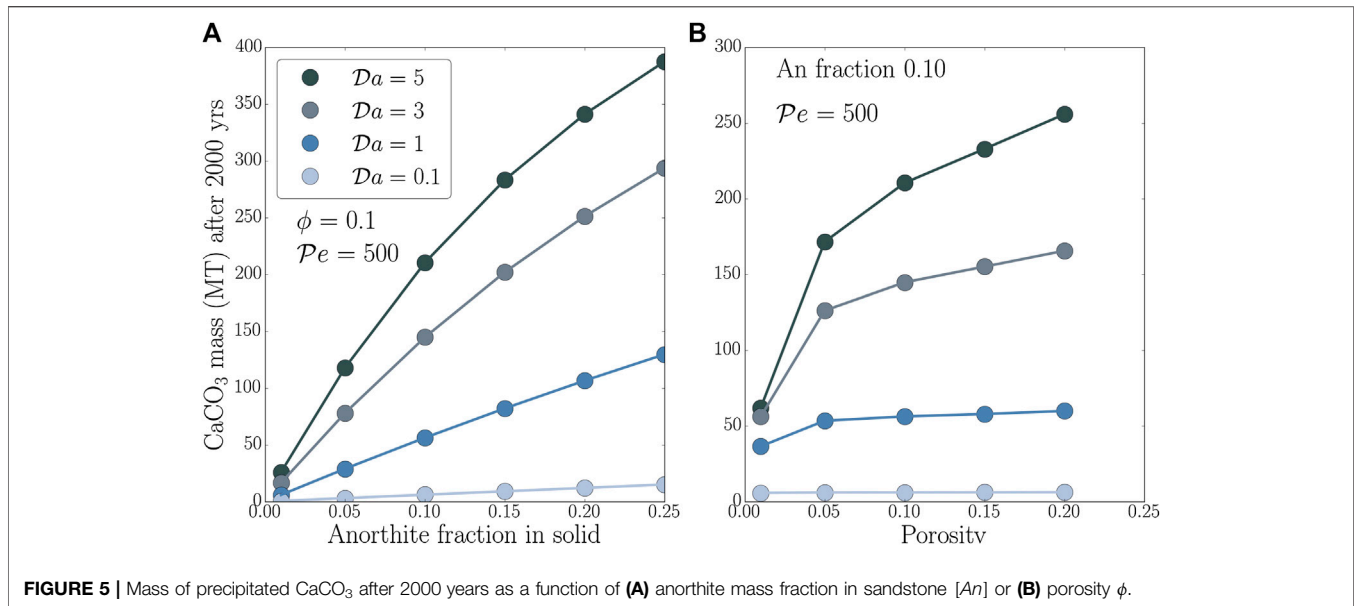 A
CaCO₃ mass (MT) after 2000 yrs
400
350
300
250
200
150
100
50
0
𝒟a = 5
𝒟a = 3
𝒟a = 1
𝒟a = 0.1
ϕ = 0.1
𝒫e = 500
0.00 0.05 0.10 0.15 0.20 0.25
Anorthite fraction in solid
B
300
250
200
150
100
50
0
An fraction 0.10
𝒫e = 500
0.00 0.05 0.10 0.15 0.20 0.25
Porosity
FIGURE 5 | Mass of precipitated CaCO₃ after 2000 years as a function of (A) anorthite mass fraction in sandstone [An] or (B) porosity ϕ.